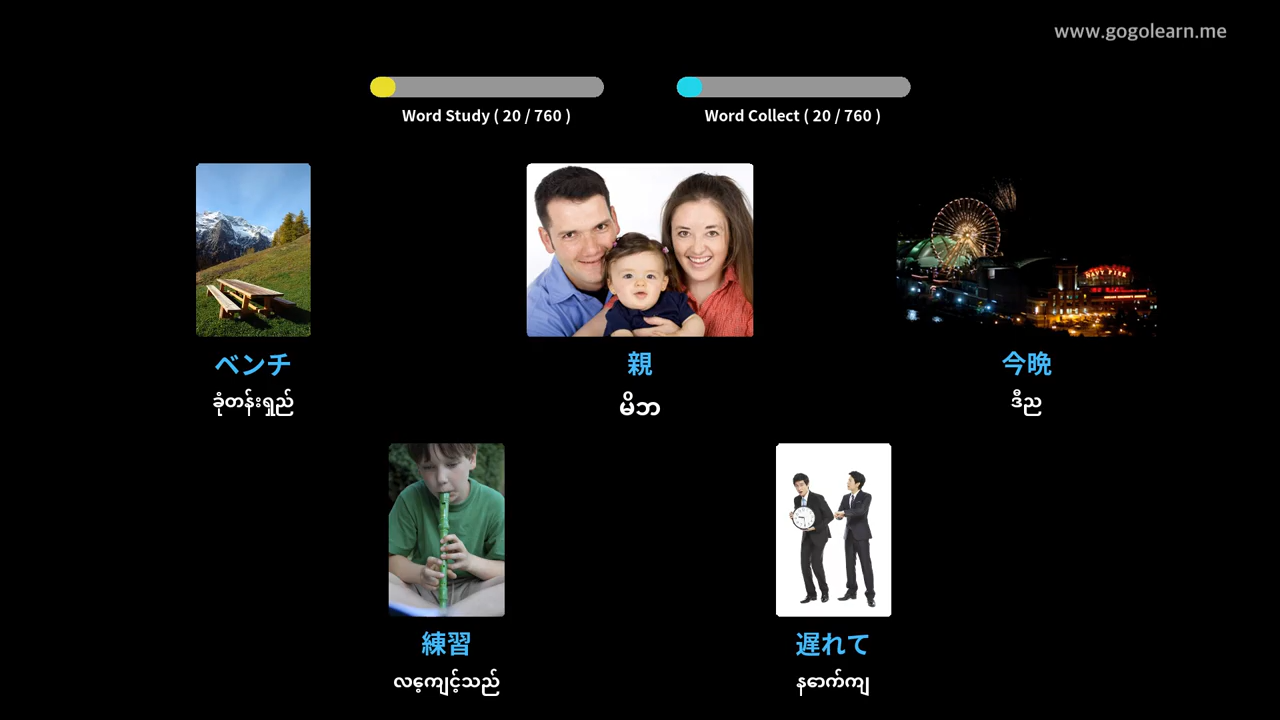 www.gogolearn.me
Word Study ( 20 / 760 )
Word Collect ( 20 / 760 )
ベンチ
ခုံတန်းရှည်
親
မိဘ
NAVY PIER
今晩
ဒီည
練習
လေ့ကျင့်သည်
遅れて
နောက်ကျ